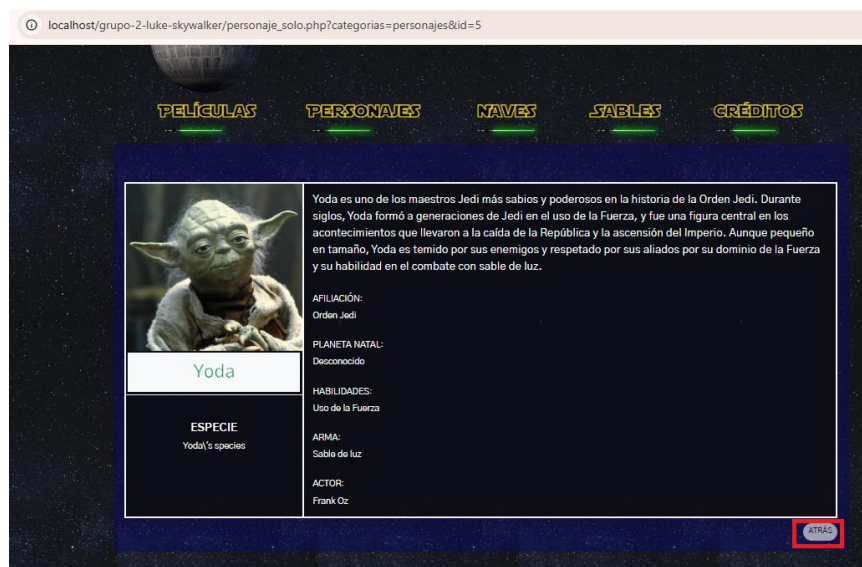 localhost/grupo-2-luke-skywalker/personaje_solo.php?categorias=personajes&id=5
PELÍCULAS PERSONAJES NAVES SABLES CRÉDITOS
Yoda es uno de los maestros Jedi más sabios y poderosos en la historia de la Orden Jedi. Durante
siglos, Yoda formó a generaciones de Jedi en el uso de la Fuerza, y fue una figura central en los
acontecimientos que llevaron a la caída de la República y la ascensión del Imperio. Aunque pequeño
en tamaño, Yoda es temido por sus enemigos y respetado por sus aliados por su dominio de la Fuerza
y su habilidad en el combate con sable de luz.
AFILIACIÓN:
Orden Jedi
PLANETA NATAL:
Desconocido
HABILIDADES:
Uso de la Fuerza
ARMA:
Sable de luz
ACTOR:
Frank Oz
Yoda
ESPECIE
Yoda\'s species
ATRÁS